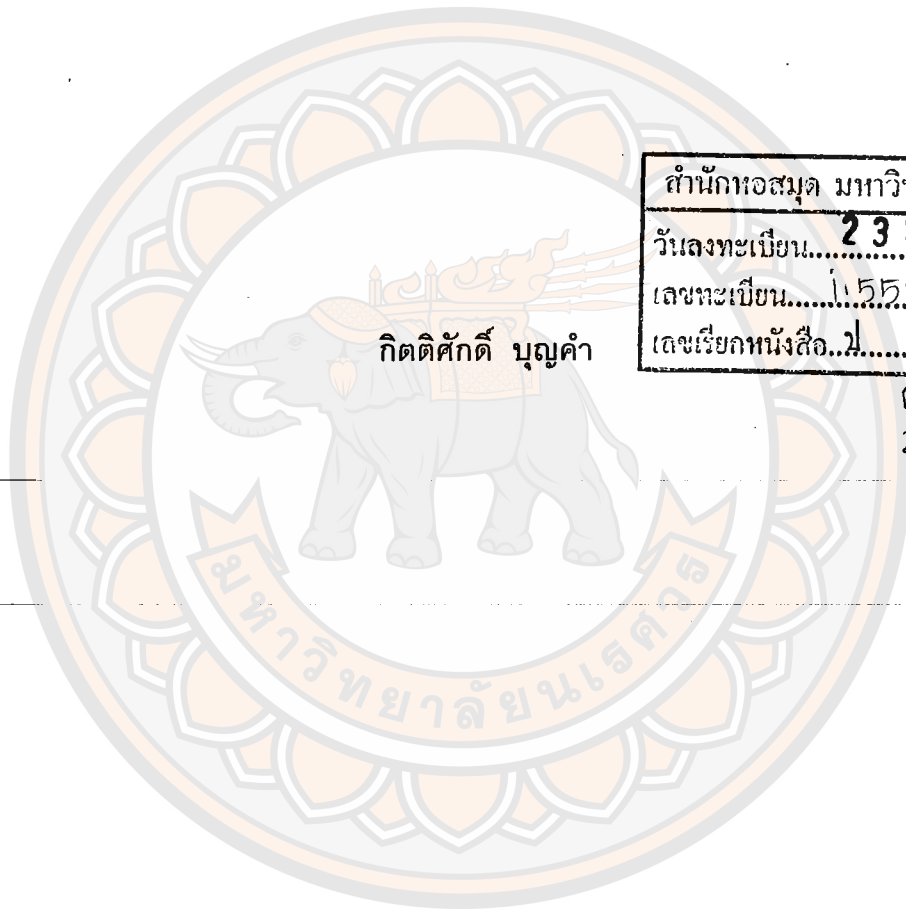 สำนักหอสมุด มหาวิ
วันลงทะเบียน.......... 2 3
เลขทะเบียน...... 1 55
เลขเรียกหนังสือ..ป......
กิตติศักดิ์ บุญคำ
มหาวิทยาลัยนเรศวร